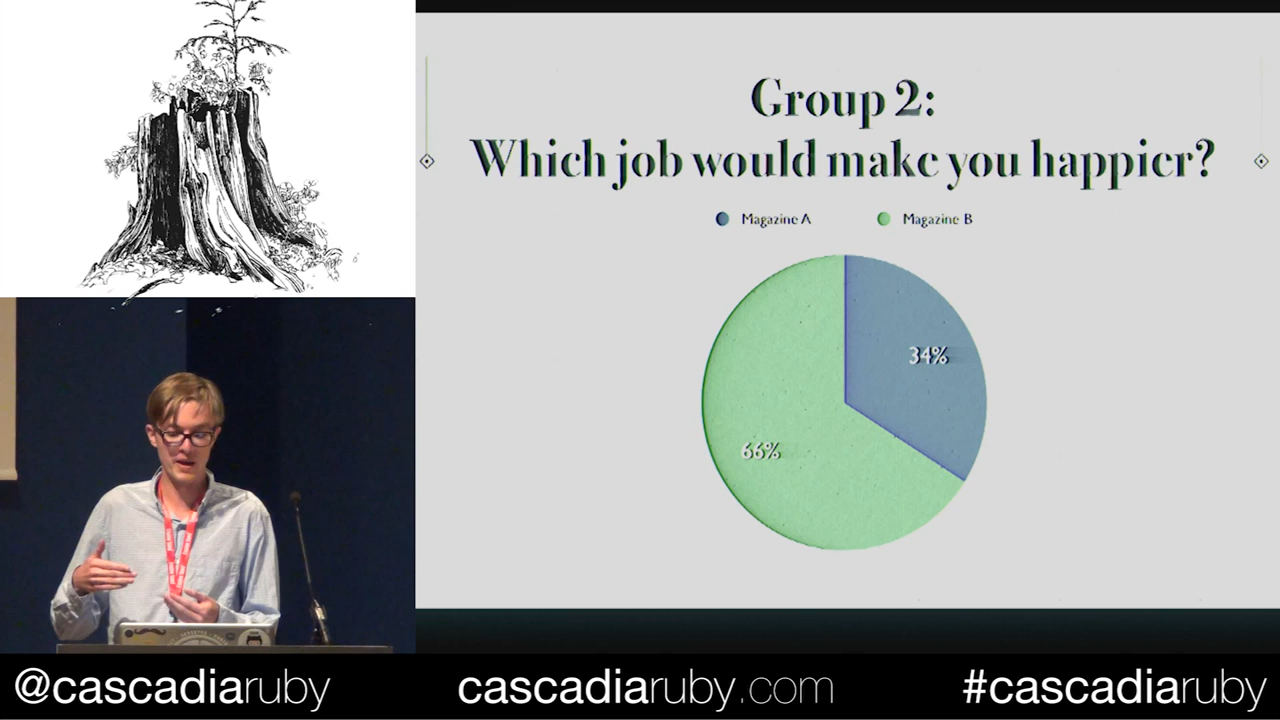 Group 2:
Which job would make you happier?
Magazine A
Magazine B
34%
66%
@cascadiaruby
cascadiaruby.com
#cascadiaruby